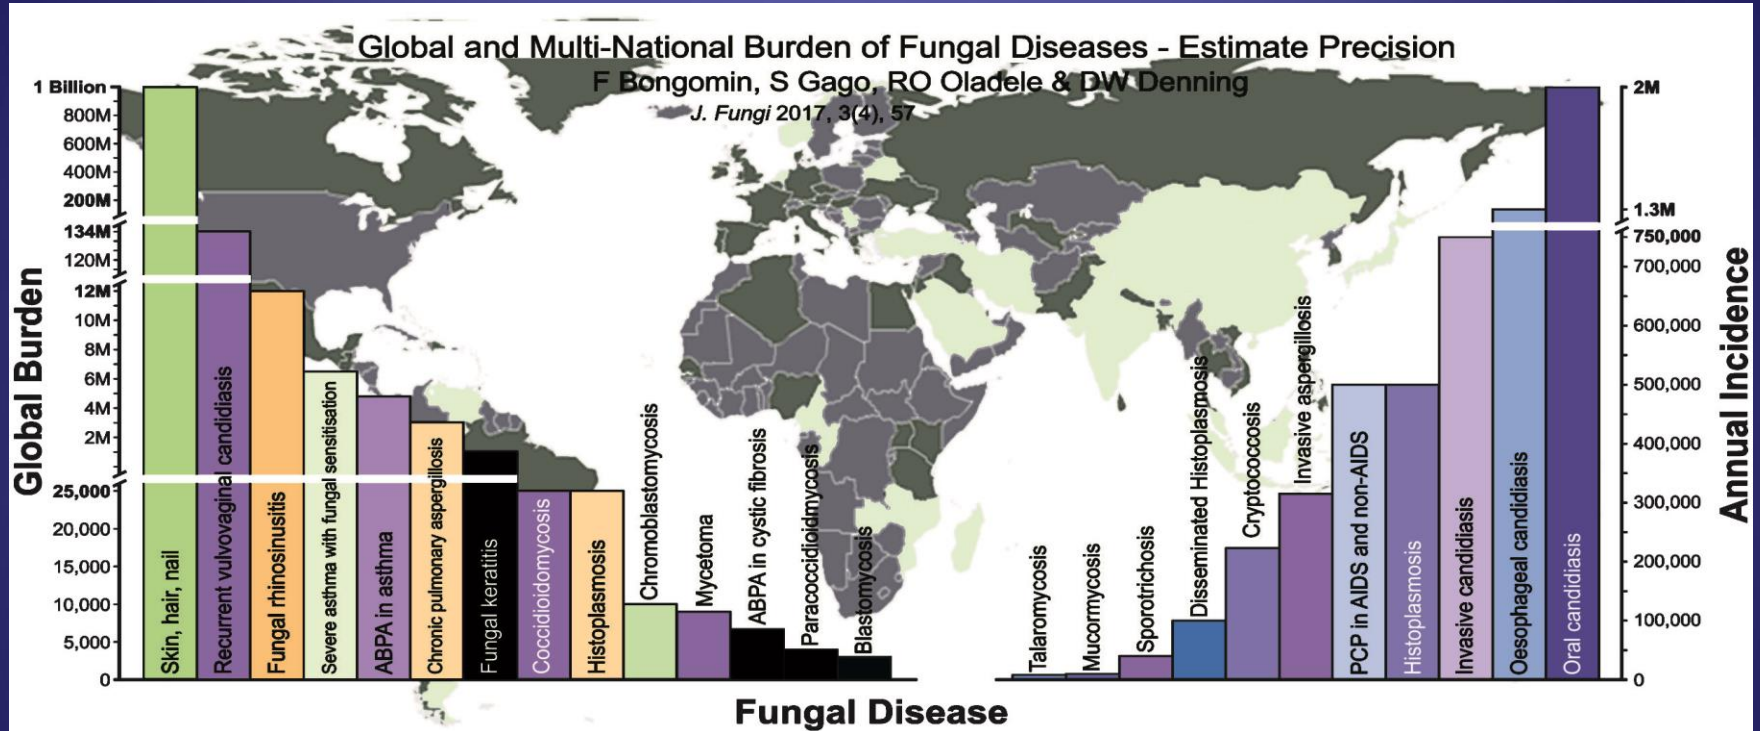 Global and Multi-National Burden of Fungal Diseases - Estimate Precision
F Bongomin, S Gago, RO Oladele & DW Denning
J. Fungi 2017, 3(4), 57
Global Burden
1 Billion
800M
600M
400M
200M
134M
120M
12M
10M
8M
6M
4M
2M
25,000
20,000
15,000
10,000
5,000
0
Skin, hair, nail
Recurrent vulvovaginal candidiasis
Fungal rhinosinusitis
Severe asthma with fungal sensitisation
ABPA in asthma
Chronic pulmonary aspergillosis
Fungal keratitis
Coccidioidomycosis
Histoplasmosis
Chromoblastomycosis
Mycetoma
ABPA in cystic fibrosis
Paracoccidioidmycosis
Blastomycosis
Talaromycosis
Mucormycosis
Sporotrichosis
Disseminated Histoplasmosis
Cryptococcosis
Invasive aspergillosis
PCP in AIDS and non-AIDS
Histoplasmosis
Invasive candidiasis
Oesophageal candidiasis
Oral candidiasis
2M
1.3M
750,000
700,000
600,000
500,000
400,000
300,000
200,000
100,000
0
Annual Incidence
Fungal Disease